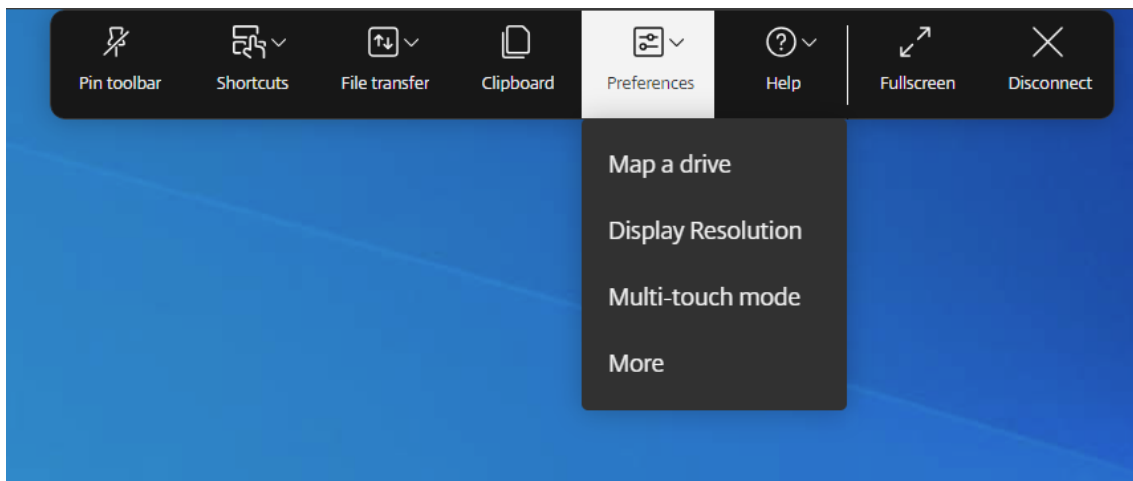 Pin toolbar
Shortcuts
File transfer
Clipboard
Preferences
Help
Fullscreen
Disconnect
Map a drive
Display Resolution
Multi-touch mode
More